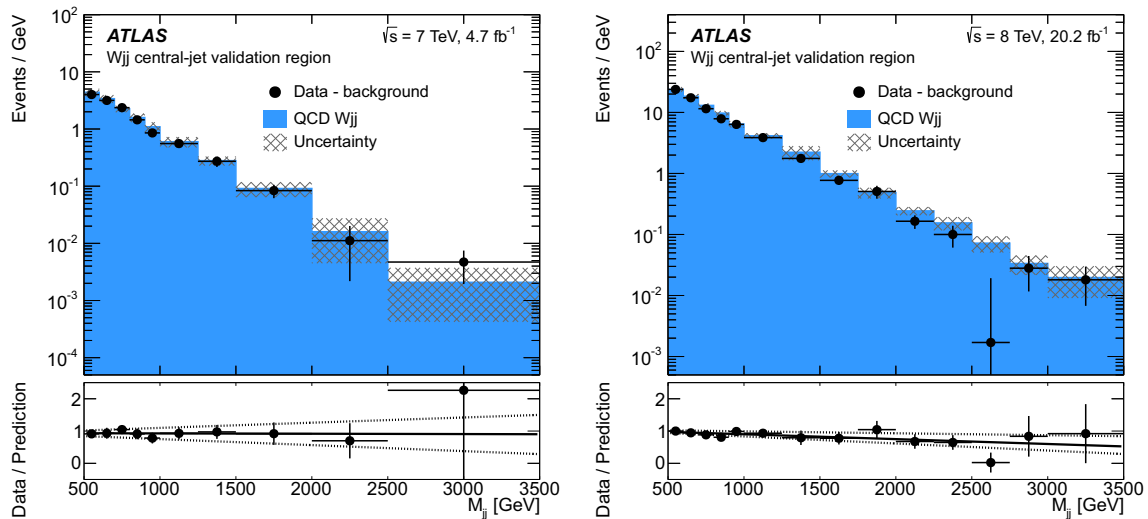 ATLAS
√s = 7 TeV, 4.7 fb⁻¹
Wjj central-jet validation region
Data - background
QCD Wjj
Uncertainty
Events / GeV
10²
10
1
10⁻¹
10⁻²
10⁻³
10⁻⁴
Data / Prediction
2
1
0
500 1000 1500 2000 2500 3000 3500
M_jj [GeV]
ATLAS
√s = 8 TeV, 20.2 fb⁻¹
Wjj central-jet validation region
Data - background
QCD Wjj
Uncertainty
Events / GeV
10²
10
1
10⁻¹
10⁻²
10⁻³
Data / Prediction
2
1
0
500 1000 1500 2000 2500 3000 3500
M_jj [GeV]